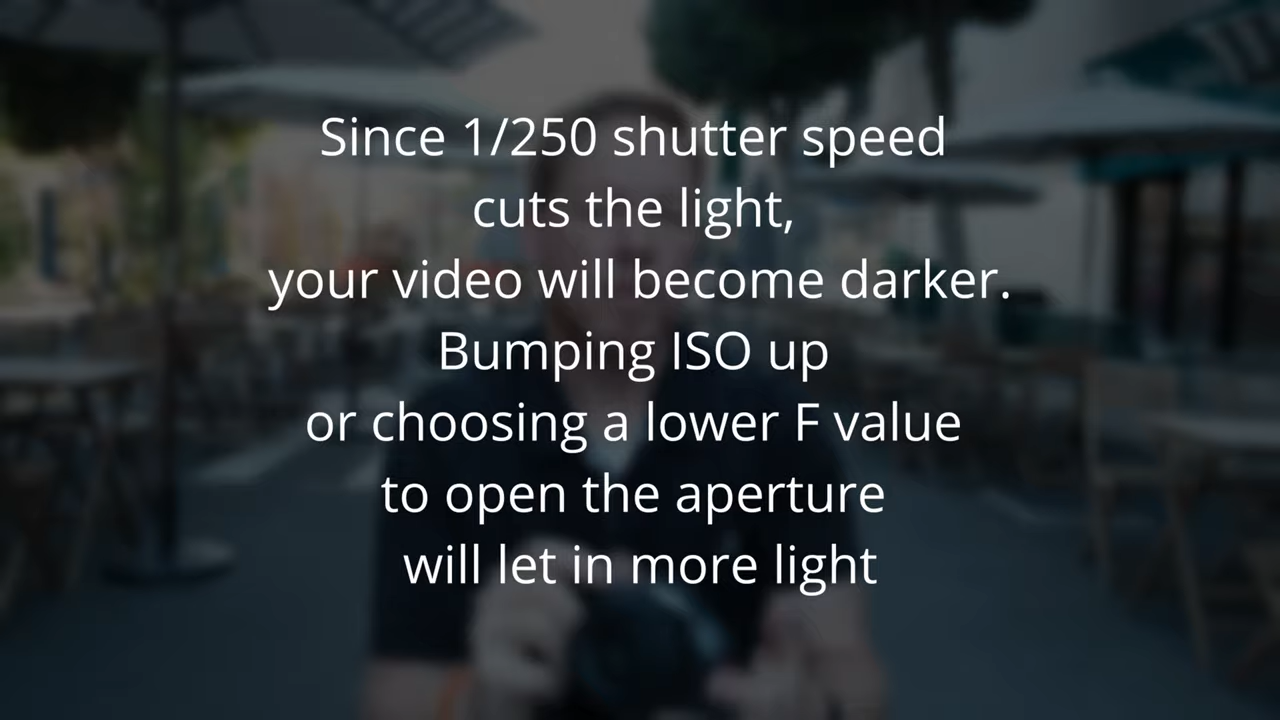 Since 1/250 shutter speed
cuts the light,
your video will become darker.
Bumping ISO up
or choosing a lower F value
to open the aperture
will let in more light